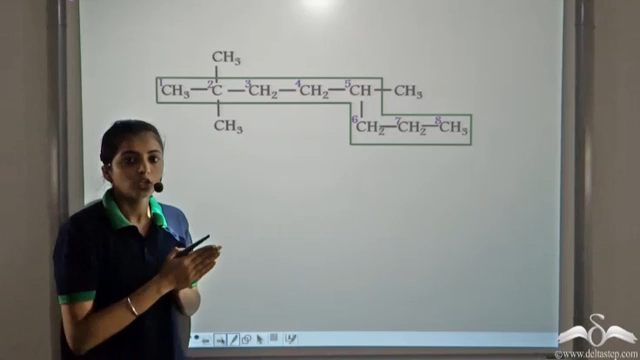 CH₃
¹CH₃—²C—³CH₂—⁴CH₂—⁵CH—CH₃
CH₃ ⁶CH₂—⁷CH₂—⁸CH₃
©www.deltastep.com